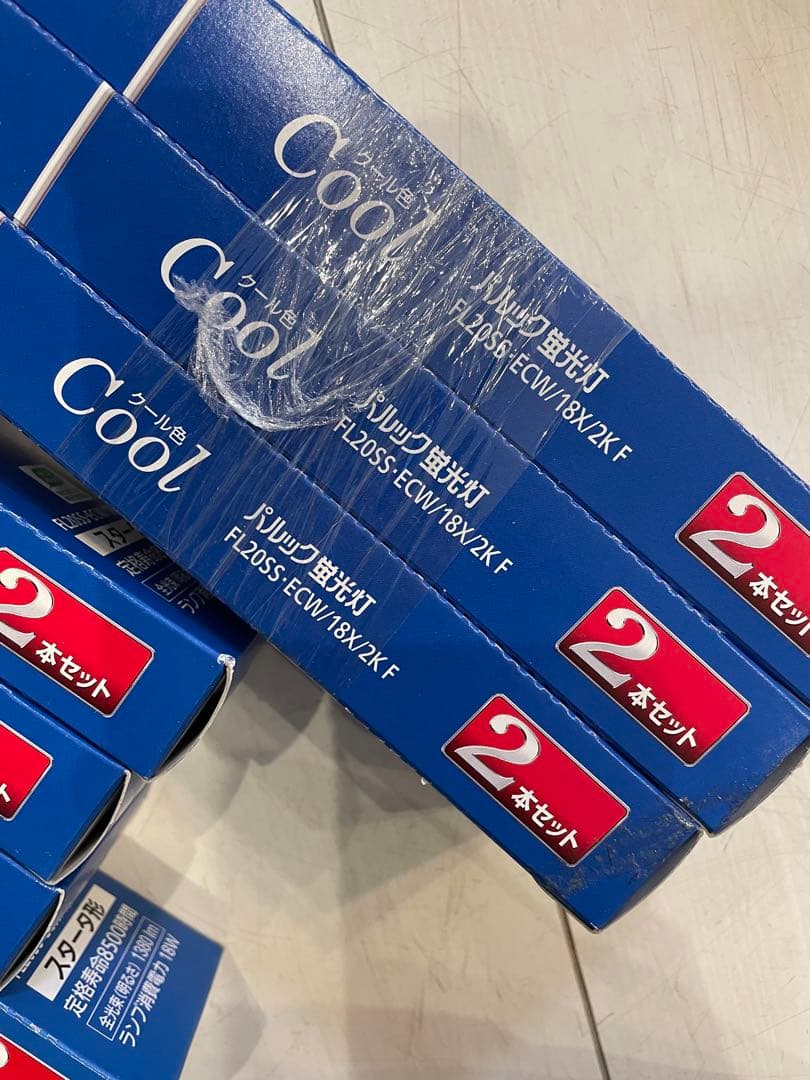 Cool
クール色
パルック蛍光灯
FL20SS·ECW/18X/2K F
2
本セット
Cool
クール色
パルック蛍光灯
FL20SS·ECW/18X/2K F
2
本セット
Cool
クール色
パルック蛍光灯
FL20SS·ECW/18X/2K F
2
本セット
2
本セット
スタータ形
定格寿命8500時間
全光束(明るさ) 1380 lm
ランプ消費電力 18W